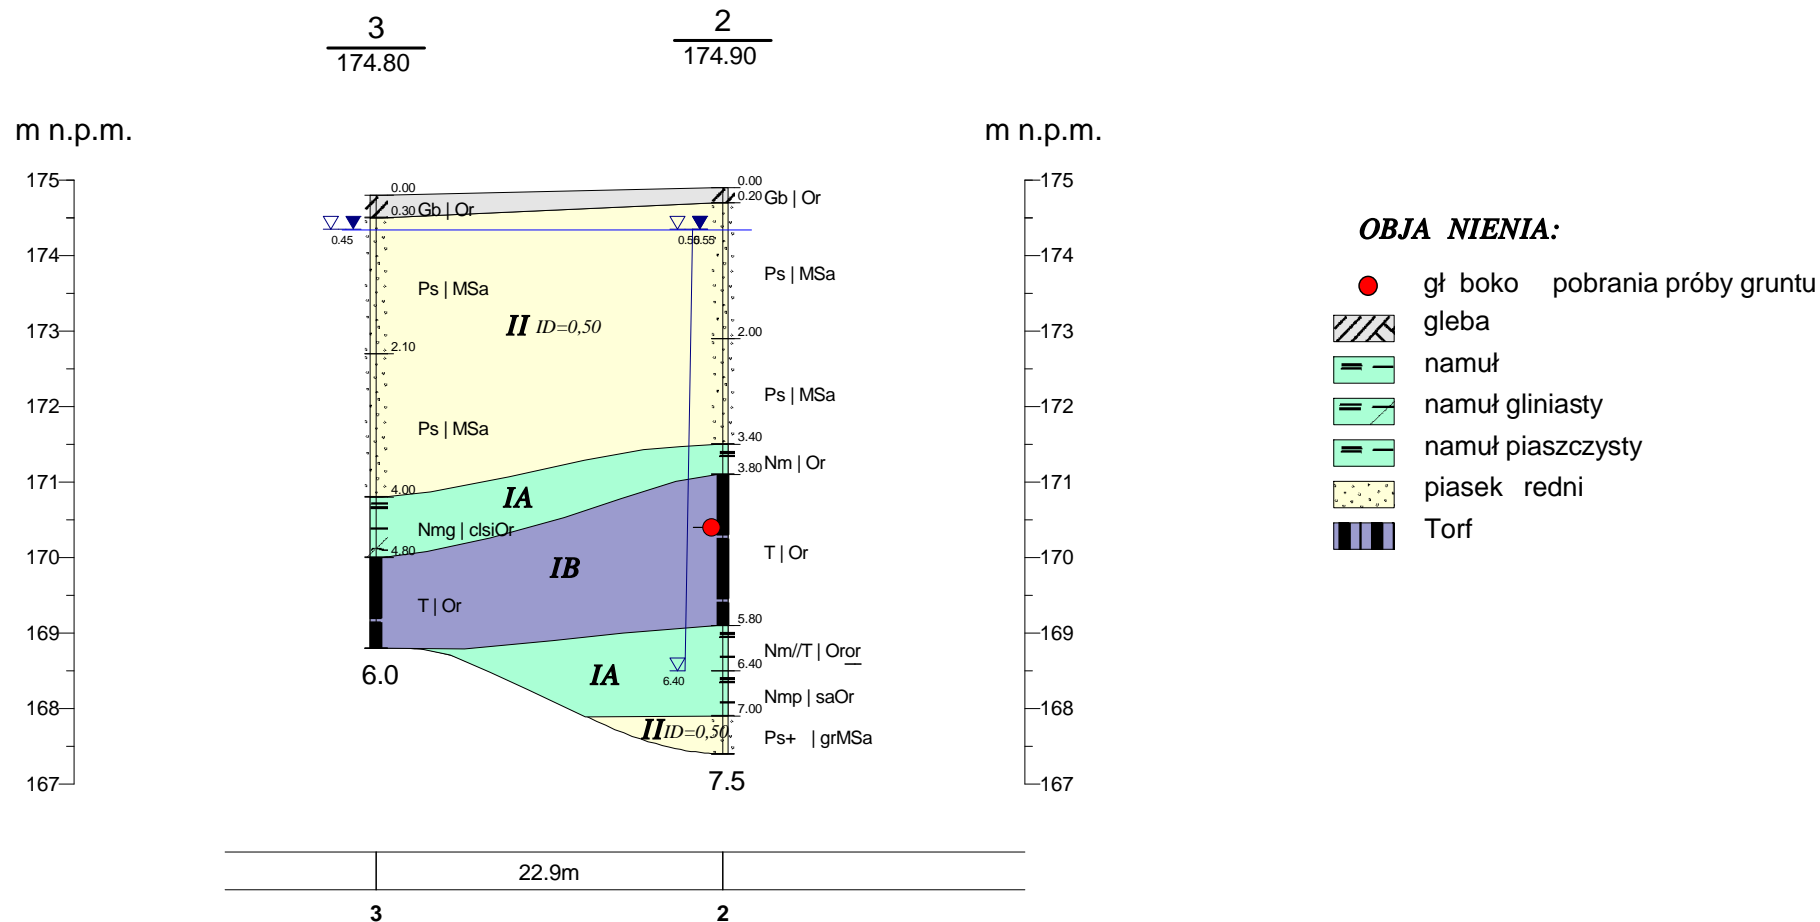 3
174.80
2
174.90
m n.p.m.
m n.p.m.
175
174
173
172
171
170
169
168
167
0.00
0.30
Gb | Or
0.45
Ps | MSa
2.10
Ps | MSa
4.00
Nmg | clsiOr
4.80
T | Or
6.0
II ID=0,50
IA
IB
IA
II ID=0,50
0.00
0.20
Gb | Or
0.55
Ps | MSa
2.00
Ps | MSa
3.40
Nm | Or
3.80
T | Or
5.80
Nm//T | Oror
6.40
6.40
Nmp | saOr
7.00
Ps+ | grMSa
7.5
175
174
173
172
171
170
169
168
167
OBJA NIENIA:
gł boko pobrania próby gruntu
gleba
namuł
namuł gliniasty
namuł piaszczysty
piasek redni
Torf
22.9m
3
2